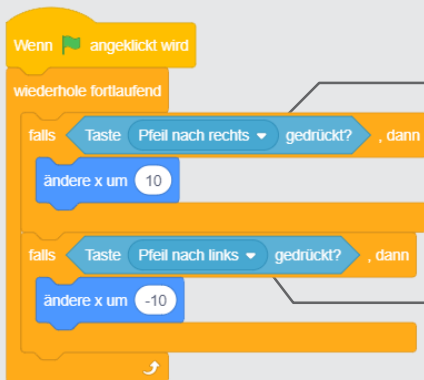 Wenn angeklickt wird
wiederhole fortlaufend
falls Taste Pfeil nach rechts gedrückt? , dann
ändere x um 10
falls Taste Pfeil nach links gedrückt? , dann
ändere x um -10